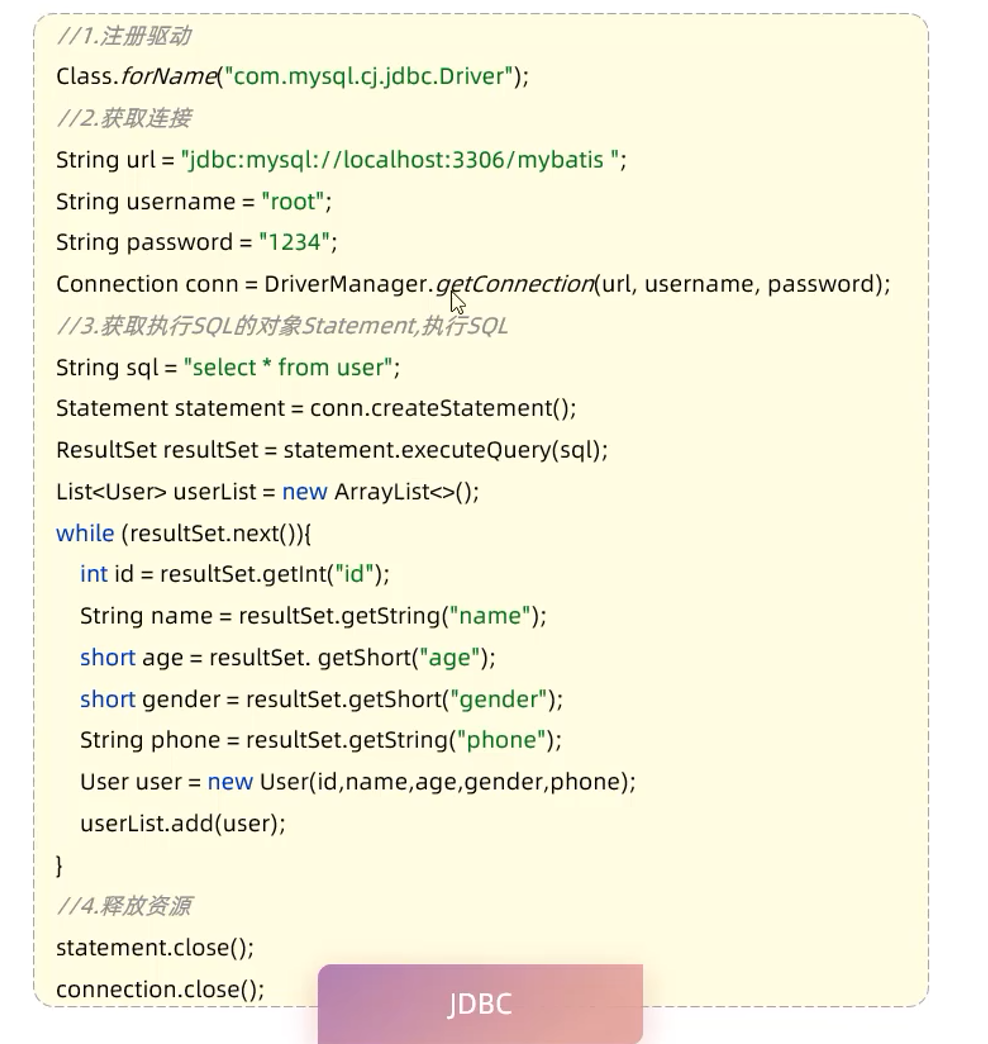 //1.注册驱动
Class.forName("com.mysql.cj.jdbc.Driver");
//2.获取连接
String url = "jdbc:mysql://localhost:3306/mybatis ";
String username = "root";
String password = "1234";
Connection conn = DriverManager.getConnection(url, username, password);
//3.获取执行SQL的对象Statement,执行SQL
String sql = "select * from user";
Statement statement = conn.createStatement();
ResultSet resultSet = statement.executeQuery(sql);
List<User> userList = new ArrayList<>();
while (resultSet.next()){
    int id = resultSet.getInt("id");
    String name = resultSet.getString("name");
    short age = resultSet. getShort("age");
    short gender = resultSet.getShort("gender");
    String phone = resultSet.getString("phone");
    User user = new User(id,name,age,gender,phone);
    userList.add(user);
}
//4.释放资源
statement.close();
connection.close();
JDBC